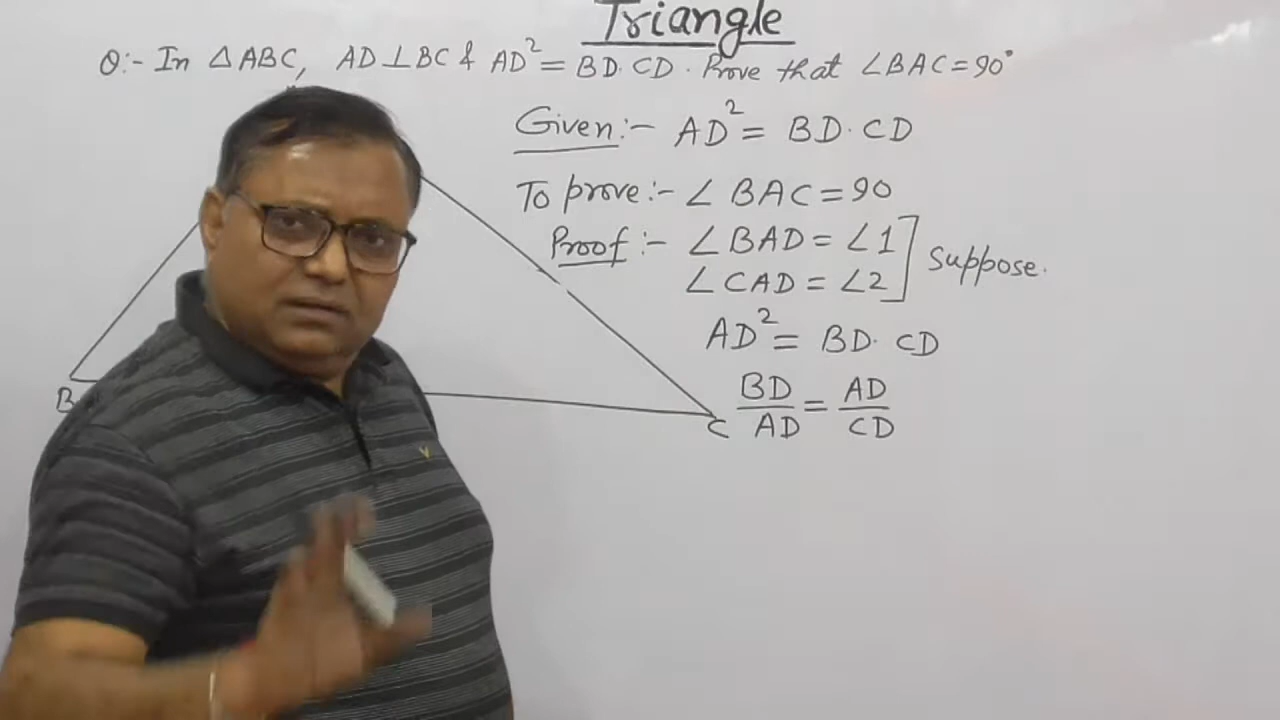 Triangle
Q:- In △ABC, AD⊥BC & AD² = BD. CD. Prove that ∠BAC = 90°
Given:- AD² = BD. CD
To prove:- ∠BAC = 90
Proof:- ∠BAD = ∠1
∠CAD = ∠2 ] Suppose.
AD² = BD. CD
BD/AD = AD/CD
B
C